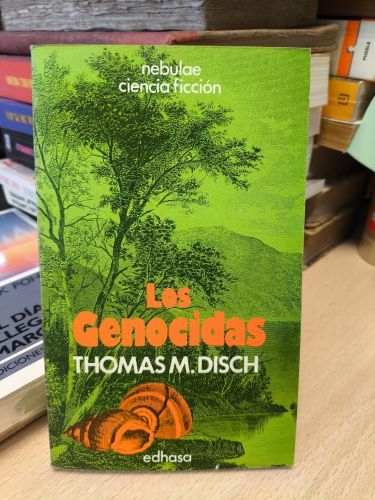 nebulae
ciencia ficción
Los
Genocidas
THOMAS M. DISCH
edhasa